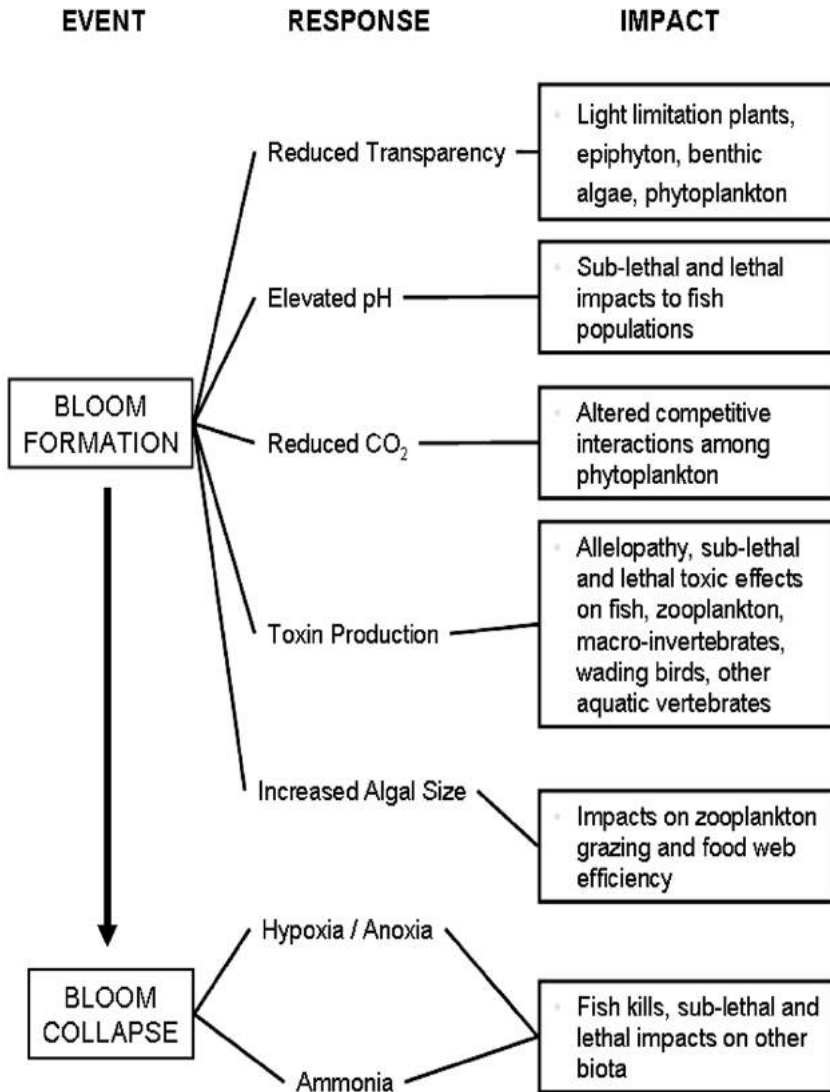 EVENT RESPONSE IMPACT
Reduced Transparency
Light limitation plants,
epiphyton, benthic
algae, phytoplankton
Elevated pH
Sub-lethal and lethal
impacts to fish
populations
BLOOM
FORMATION
Reduced CO₂
Altered competitive
interactions among
phytoplankton
Toxin Production
Allelopathy, sub-lethal
and lethal toxic effects
on fish, zooplankton,
macro-invertebrates,
wading birds, other
aquatic vertebrates
Increased Algal Size
Impacts on zooplankton
grazing and food web
efficiency
Hypoxia / Anoxia
BLOOM
COLLAPSE
Ammonia
Fish kills, sub-lethal and
lethal impacts on other
biota